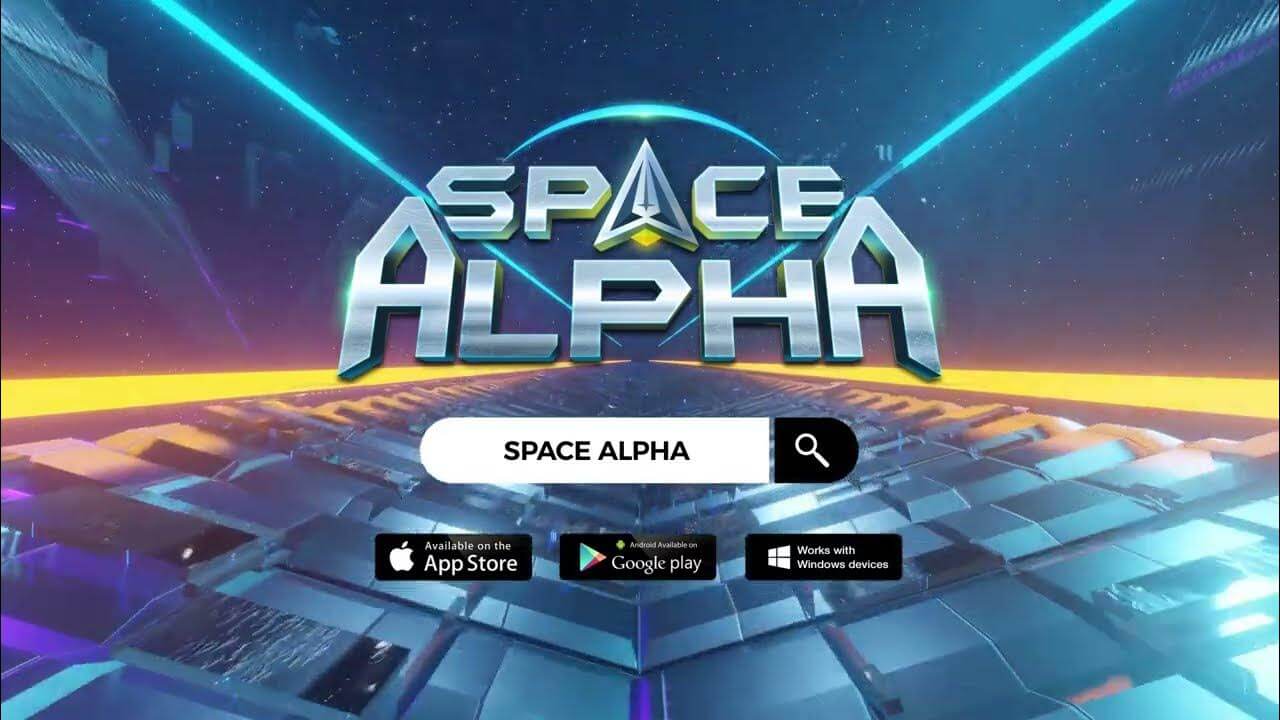 SPACE
ALPHA
SPACE ALPHA
Available on the
App Store
Android Available on
Google play
Works with
Windows devices